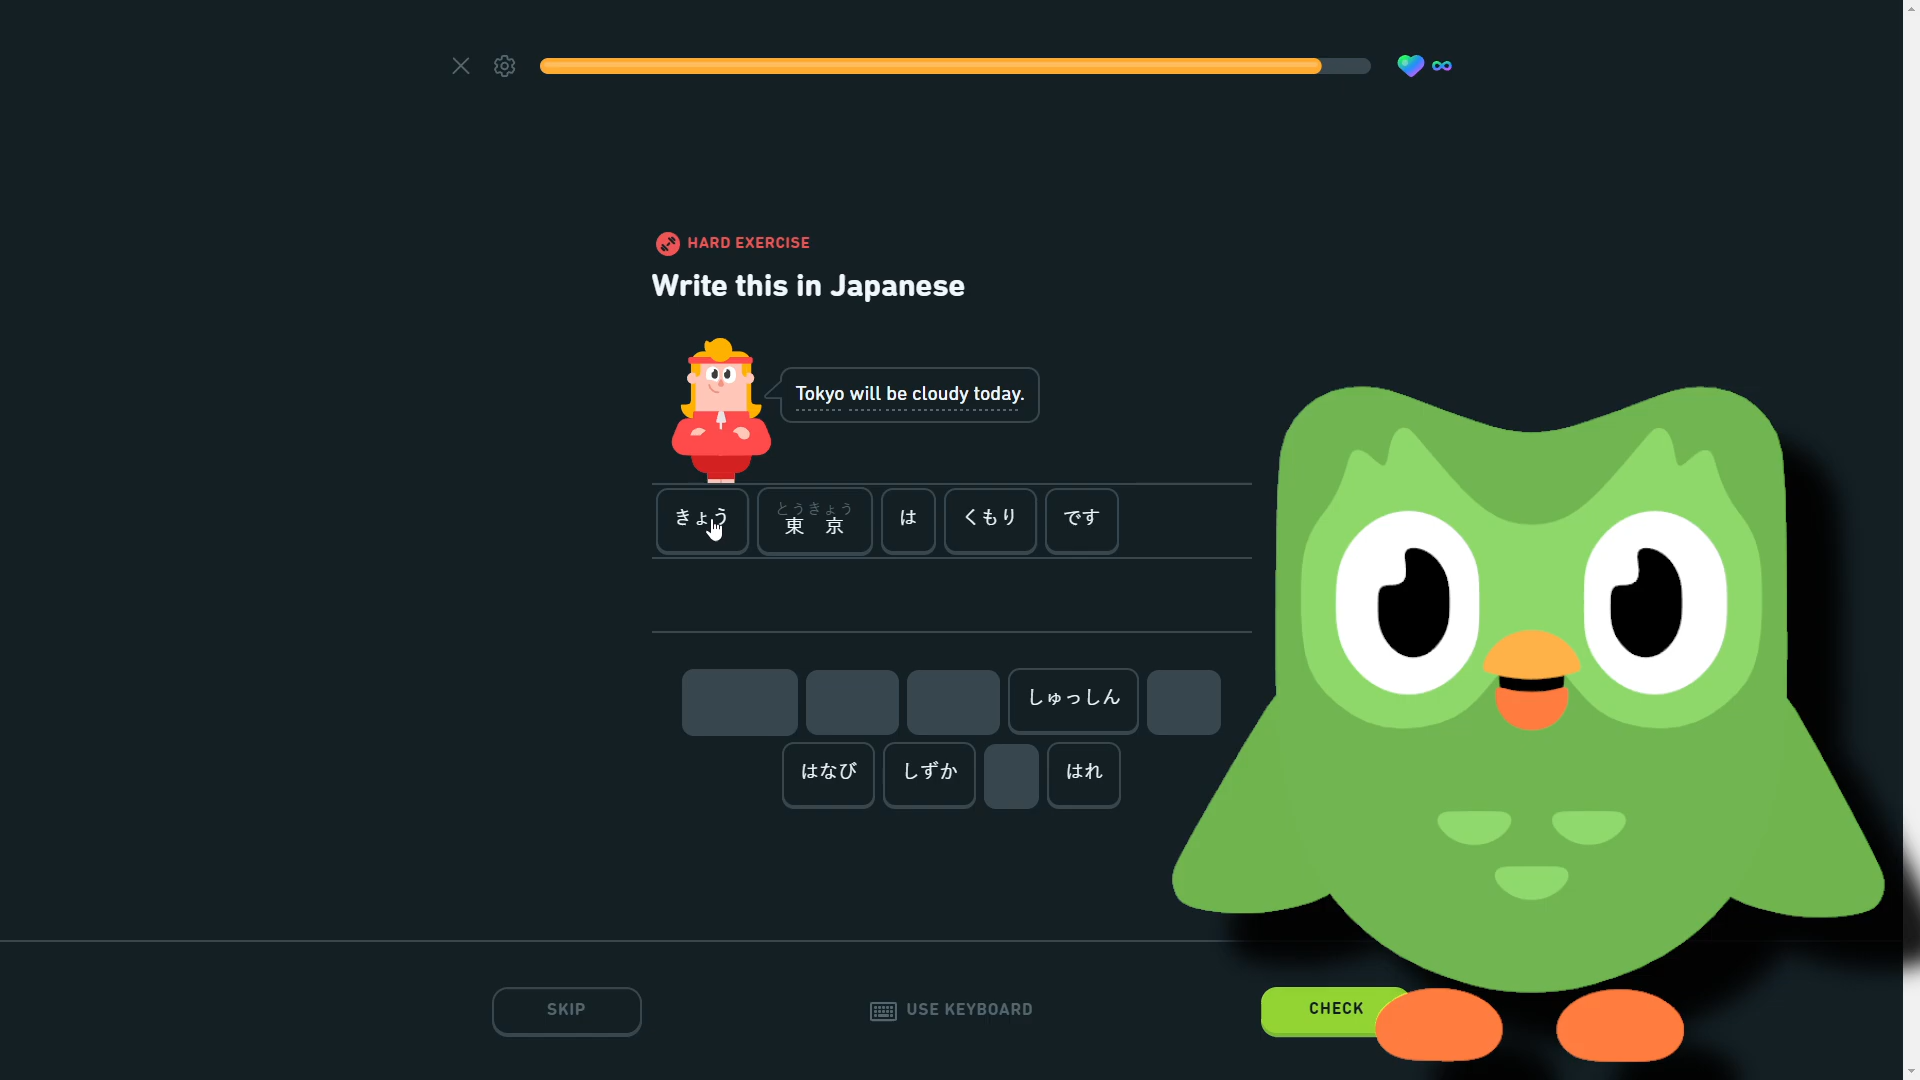 HARD EXERCISE
Write this in Japanese
Tokyo will be cloudy today.
きょう 東京 は くもり です
とうきょう
しゅっしん
はなび しずか はれ
SKIP USE KEYBOARD CHECK